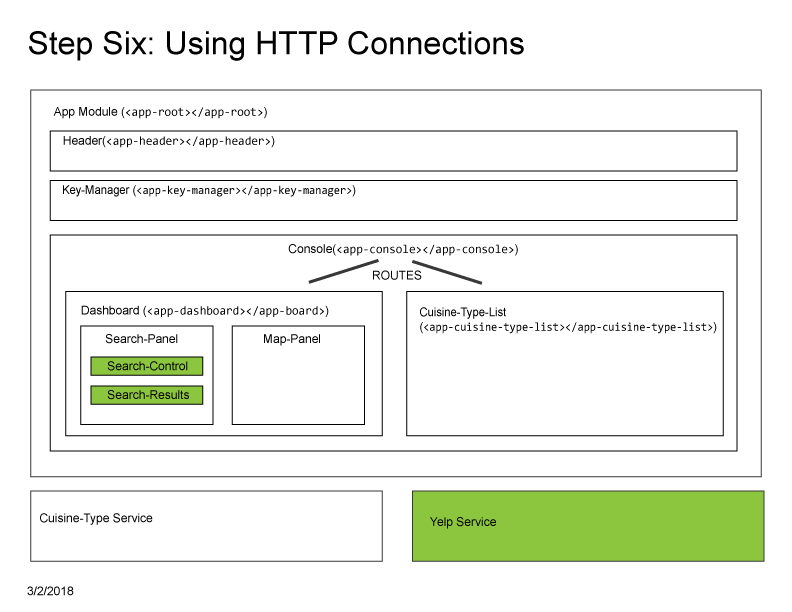 Step Six: Using HTTP Connections
App Module (<app-root></app-root>)
Header(<app-header></app-header>)
Key-Manager (<app-key-manager></app-key-manager>)
Console(<app-console></app-console>)
ROUTES
Dashboard (<app-dashboard></app-board>)
Search-Panel
Search-Control
Search-Results
Map-Panel
Cuisine-Type-List
(<app-cuisine-type-list></app-cuisine-type-list>)
Cuisine-Type Service
Yelp Service
3/2/2018